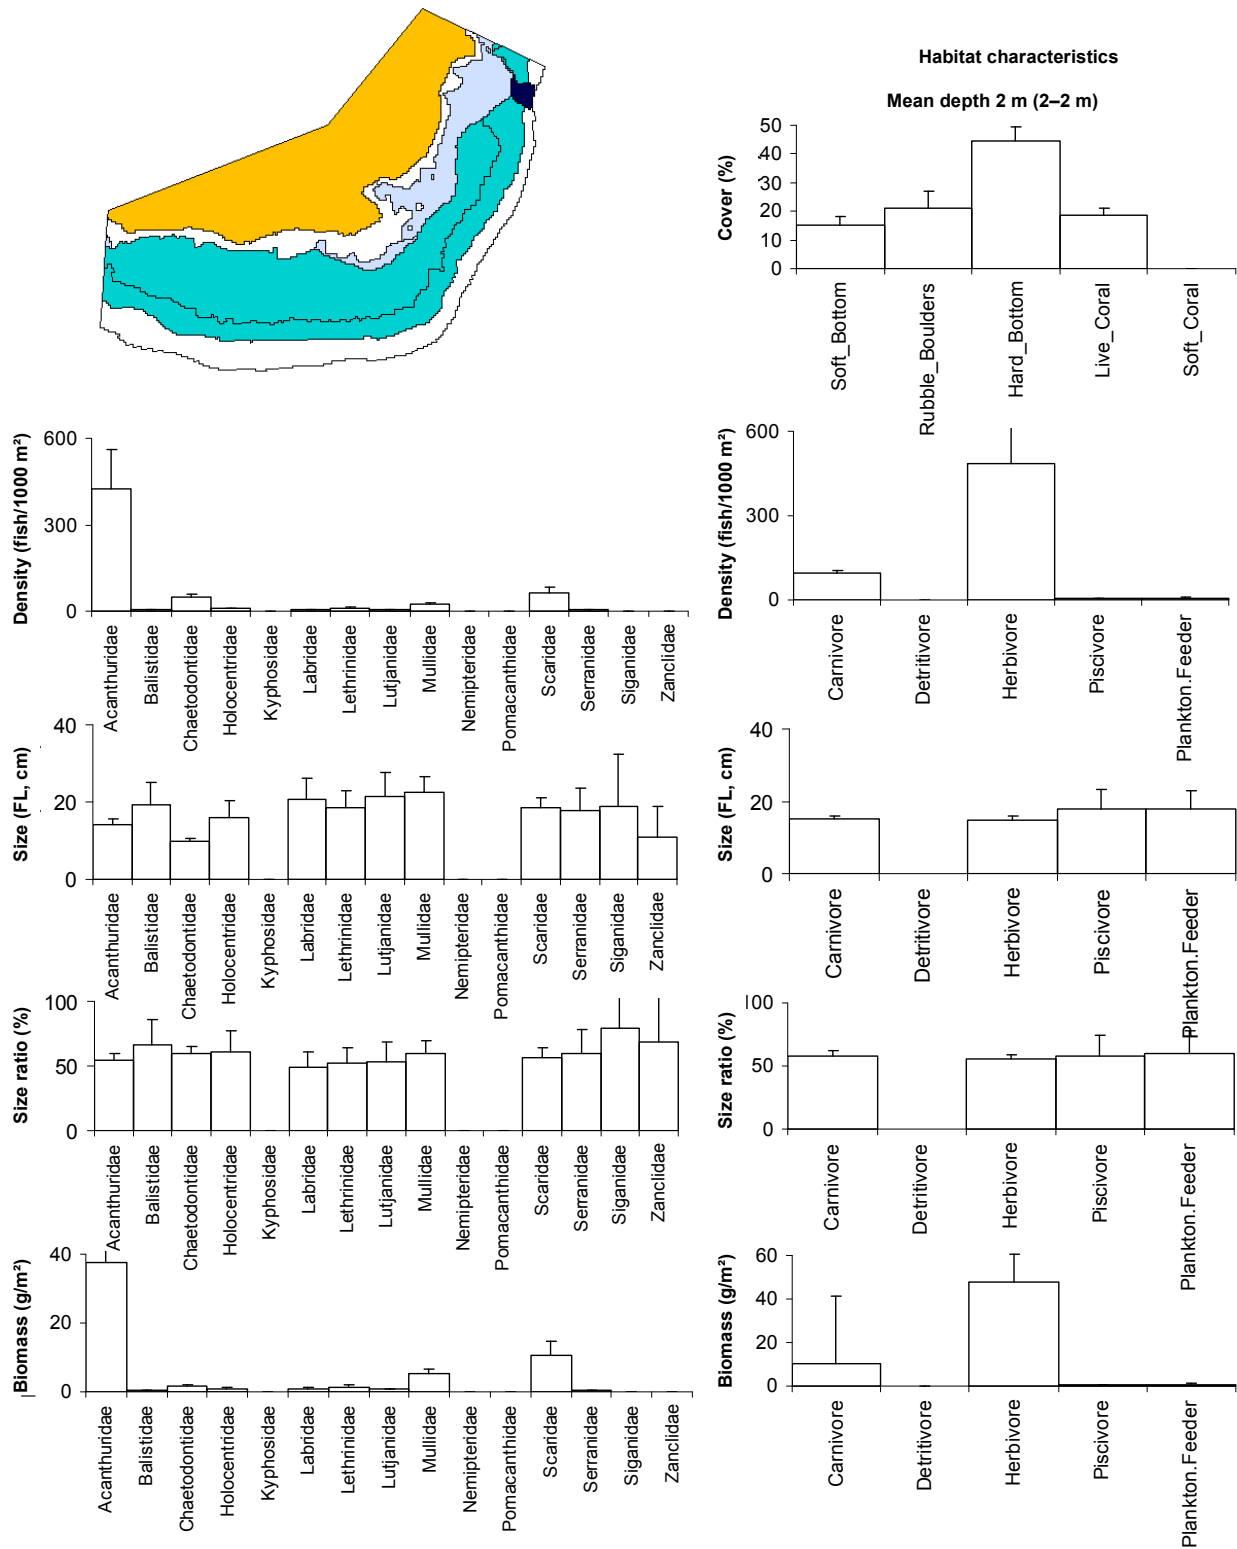 Habitat characteristics
Mean depth 2 m (2–2 m)
Cover (%)
50
40
30
20
10
0
Soft_Bottom
Rubble_Boulders
Hard_Bottom
Live_Coral
Soft_Coral
Density (fish/1000 m²)
600
300
0
Acanthuridae
Balistidae
Chaetodontidae
Holocentridae
Kyphosidae
Labridae
Lethrinidae
Lutjanidae
Mullidae
Nemipteridae
Pomacanthidae
Scaridae
Serranidae
Siganidae
Zanclidae
Density (fish/1000 m²)
600
300
0
Carnivore
Detritivore
Herbivore
Piscivore
Plankton.Feeder
Size (FL, cm)
40
20
0
Acanthuridae
Balistidae
Chaetodontidae
Holocentridae
Kyphosidae
Labridae
Lethrinidae
Lutjanidae
Mullidae
Nemipteridae
Pomacanthidae
Scaridae
Serranidae
Siganidae
Zanclidae
Size (FL, cm)
40
20
0
Carnivore
Detritivore
Herbivore
Piscivore
Plankton.Feeder
Size ratio (%)
100
50
0
Acanthuridae
Balistidae
Chaetodontidae
Holocentridae
Kyphosidae
Labridae
Lethrinidae
Lutjanidae
Mullidae
Nemipteridae
Pomacanthidae
Scaridae
Serranidae
Siganidae
Zanclidae
Size ratio (%)
100
50
0
Carnivore
Detritivore
Herbivore
Piscivore
Plankton.Feeder
Biomass (g/m²)
40
20
0
Acanthuridae
Balistidae
Chaetodontidae
Holocentridae
Kyphosidae
Labridae
Lethrinidae
Lutjanidae
Mullidae
Nemipteridae
Pomacanthidae
Scaridae
Serranidae
Siganidae
Zanclidae
Biomass (g/m²)
60
40
20
0
Carnivore
Detritivore
Herbivore
Piscivore
Plankton.Feeder